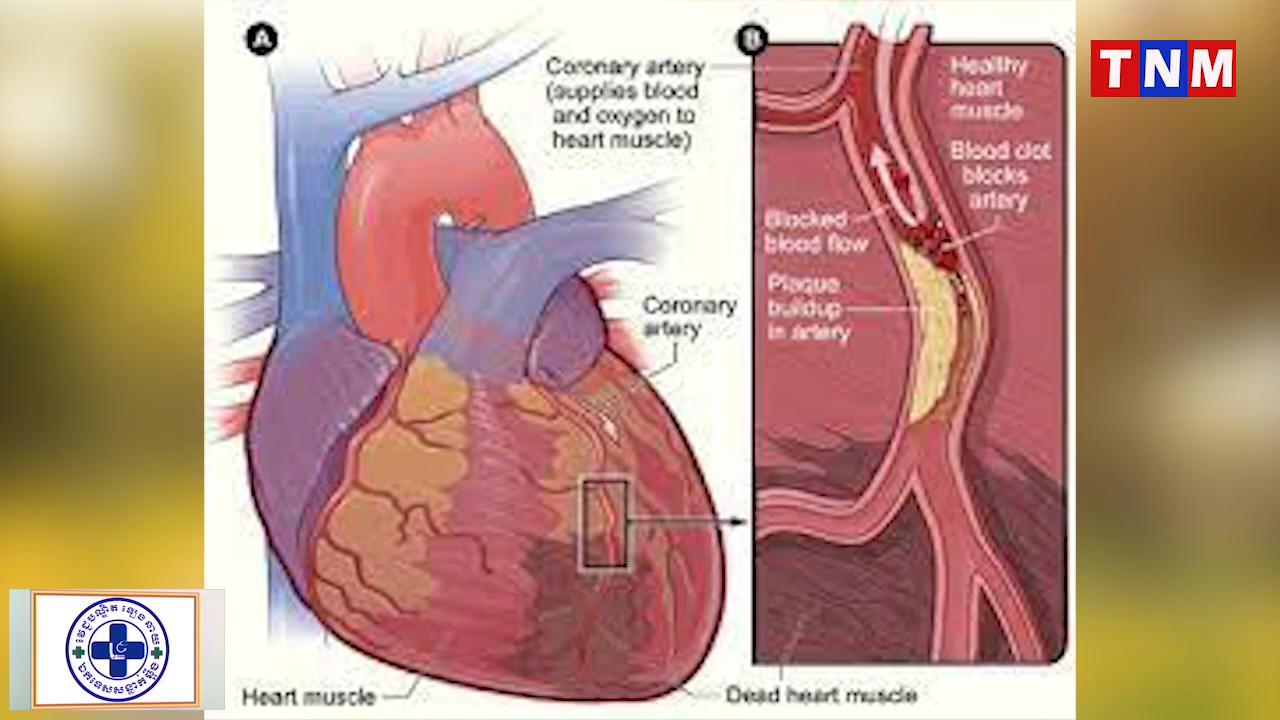 A
B
TNM
Coronary artery
(supplies blood
and oxygen to
heart muscle)
Healthy
heart
muscle
Blood clot
blocks
artery
Blocked
blood flow
Plaque
buildup
in artery
Coronary
artery
Heart muscle
Dead heart muscle